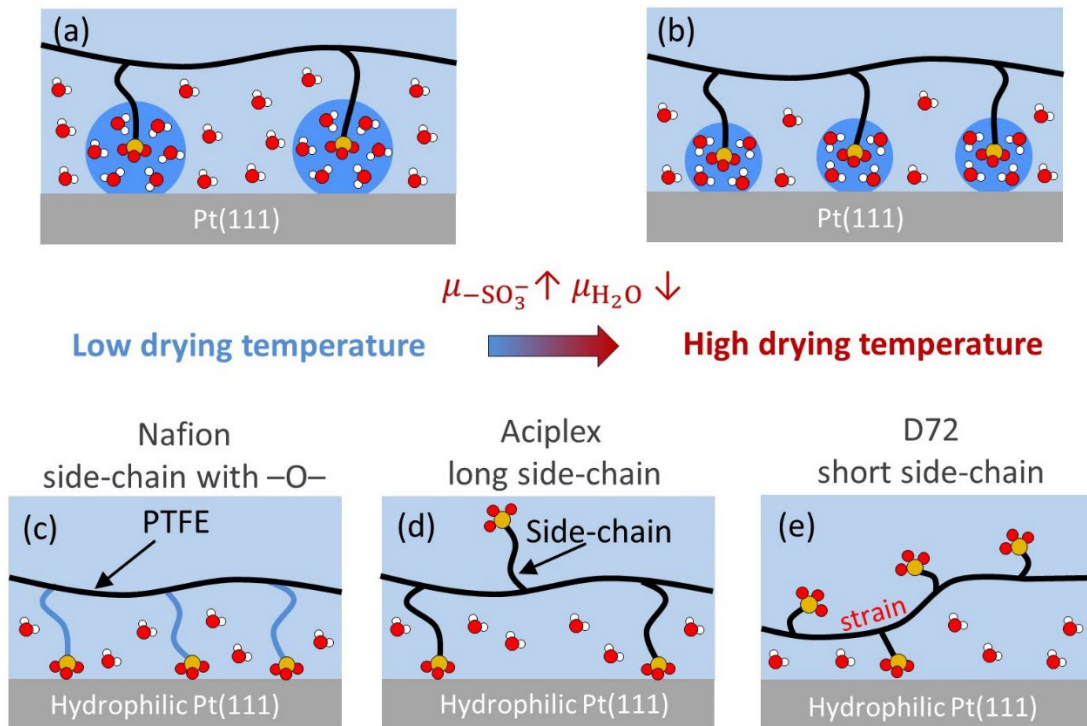 (a)
(b)
Pt(111)
Pt(111)
μ₋SO₃⁻ ↑ μH₂O ↓
Low drying temperature
High drying temperature
Nafion
side-chain with –O–
Aciplex
long side-chain
D72
short side-chain
(c)
PTFE
(d)
Side-chain
(e)
strain
Hydrophilic Pt(111)
Hydrophilic Pt(111)
Hydrophilic Pt(111)